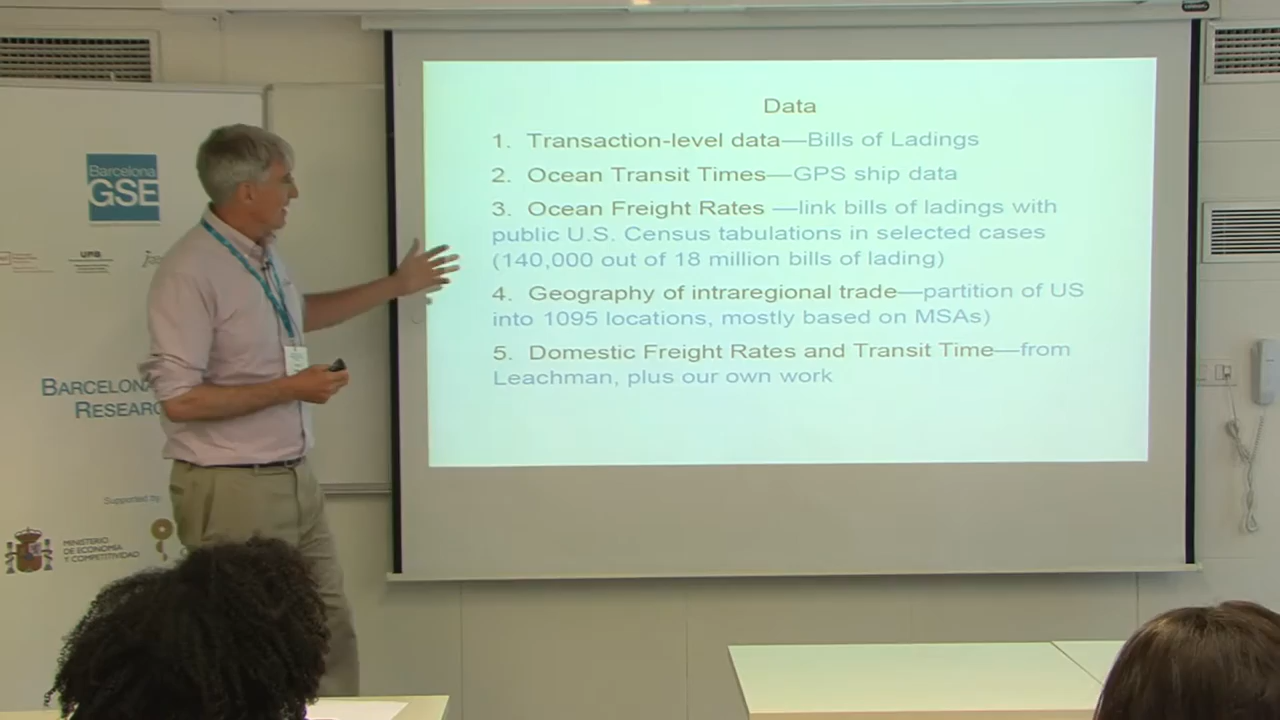 Data
1. Transaction-level data—Bills of Ladings
2. Ocean Transit Times—GPS ship data
3. Ocean Freight Rates —link bills of ladings with
public U.S. Census tabulations in selected cases
(140,000 out of 18 million bills of lading)
4. Geography of intraregional trade—partition of US
into 1095 locations, mostly based on MSAs)
5. Domestic Freight Rates and Transit Time—from
Leachman, plus our own work
Barcelona
GSE
UPB
BARCELON
RESEARC
Supported by
MINISTERIO
DE ECONOMÍA
Y COMPETITIVIDAD